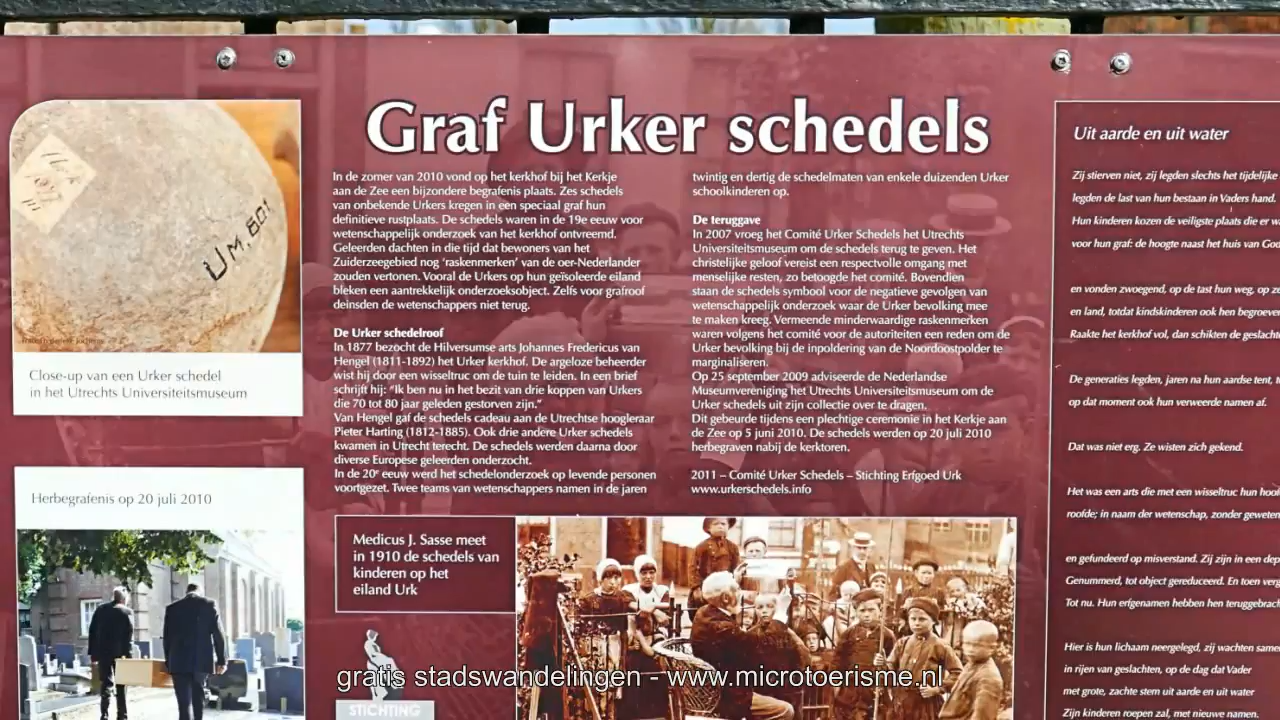 Graf Urker schedels
UM. 801
Close-up van een Urker schedel
in het Utrechts Universiteitsmuseum
Herbegrafenis op 20 juli 2010
In de zomer van 2010 vond op het kerkhof bij het Kerkje
aan de Zee een bijzondere begrafenis plaats. Zes schedels
van onbekende Urkers kregen in een speciaal graf hun
definitieve rustplaats. De schedels waren in de 19e eeuw voor
wetenschappelijk onderzoek van het kerkhof ontvreemd.
Geleerden dachten in die tijd dat bewoners van het
Zuiderzeegebied nog ‘raskenmerken’ van de oer-Nederlander
zouden vertonen. Vooral de Urkers op hun geïsoleerde eiland
bleken een aantrekkelijk onderzoeksobject. Zelfs voor grafroof
deinsden de wetenschappers niet terug.
De Urker schedelroof
In 1877 bezocht de Hilversumse arts Johannes Fredericus van
Hengel (1811-1892) het Urker kerkhof. De argeloze beheerder
wist hij door een wisseltruc om de tuin te leiden. In een brief
schrijft hij: “Ik ben nu in het bezit van drie koppen van Urkers
die 70 tot 80 jaar geleden gestorven zijn.”
Van Hengel gaf de schedels cadeau aan de Utrechtse hoogleraar
Pieter Harting (1812-1885). Ook drie andere Urker schedels
kwamen in Utrecht terecht. De schedels werden daarna door
diverse Europese geleerden onderzocht.
In de 20e eeuw werd het schedelonderzoek op levende personen
voortgezet. Twee teams van wetenschappers namen in de jaren
twintig en dertig de schedelmaten van enkele duizenden Urker
schoolkinderen op.
De teruggave
In 2007 vroeg het Comité Urker Schedels het Utrechts
Universiteitsmuseum om de schedels terug te geven. Het
christelijke geloof vereist een respectvolle omgang met
menselijke resten, zo betoogde het comité. Bovendien
staan de schedels symbool voor de negatieve gevolgen van
wetenschappelijk onderzoek waar de Urker bevolking mee
te maken kreeg. Vermeende minderwaardige raskenmerken
waren volgens het comité voor de autoriteiten een reden om de
Urker bevolking bij de inpoldering van de Noordoostpolder te
marginaliseren.
Op 25 september 2009 adviseerde de Nederlandse
Museumvereniging het Utrechts Universiteitsmuseum om de
Urker schedels uit zijn collectie over te dragen.
Dit gebeurde tijdens een plechtige ceremonie in het Kerkje aan
de Zee op 5 juni 2010. De schedels werden op 20 juli 2010
herbegraven nabij de kerktoren.
2011 – Comité Urker Schedels – Stichting Erfgoed Urk
www.urkerschedels.info
Medicus J. Sasse meet
in 1910 de schedels van
kinderen op het
eiland Urk
STICHTING
Uit aarde en uit water
Zij stierven niet, zij legden slechts het tijdelijke
legden de last van hun bestaan in Vaders hand.
Hun kinderen kozen de veiligste plaats die er w
voor hun graf: de hoogte naast het huis van Go
en vonden zwoegend, op de tast hun weg, op ze
en land, totdat kindskinderen ook hen begroeve
Raakte het kerkhof vol, dan schikten de geslacht
De generaties legden, jaren na hun aardse tent, t
op dat moment ook hun verweerde namen af.
Dat was niet erg. Ze wisten zich gekend.
Het was een arts die met een wisseltruc hun hoo
roofde; in naam der wetenschap, zonder geweten
en gefundeerd op misverstand. Zij zijn in een dep
Genummerd, tot object gereduceerd. En toen verg
Tot nu. Hun erfgenamen hebben hen teruggebrach
Hier is hun lichaam neergelegd, zij wachten same
in rijen van geslachten, op de dag dat Vader
met grote, zachte stem uit aarde en uit water
Zijn kinderen roepen zal, met nieuwe namen.
gratis stadswandelingen - www.microtoerisme.nl